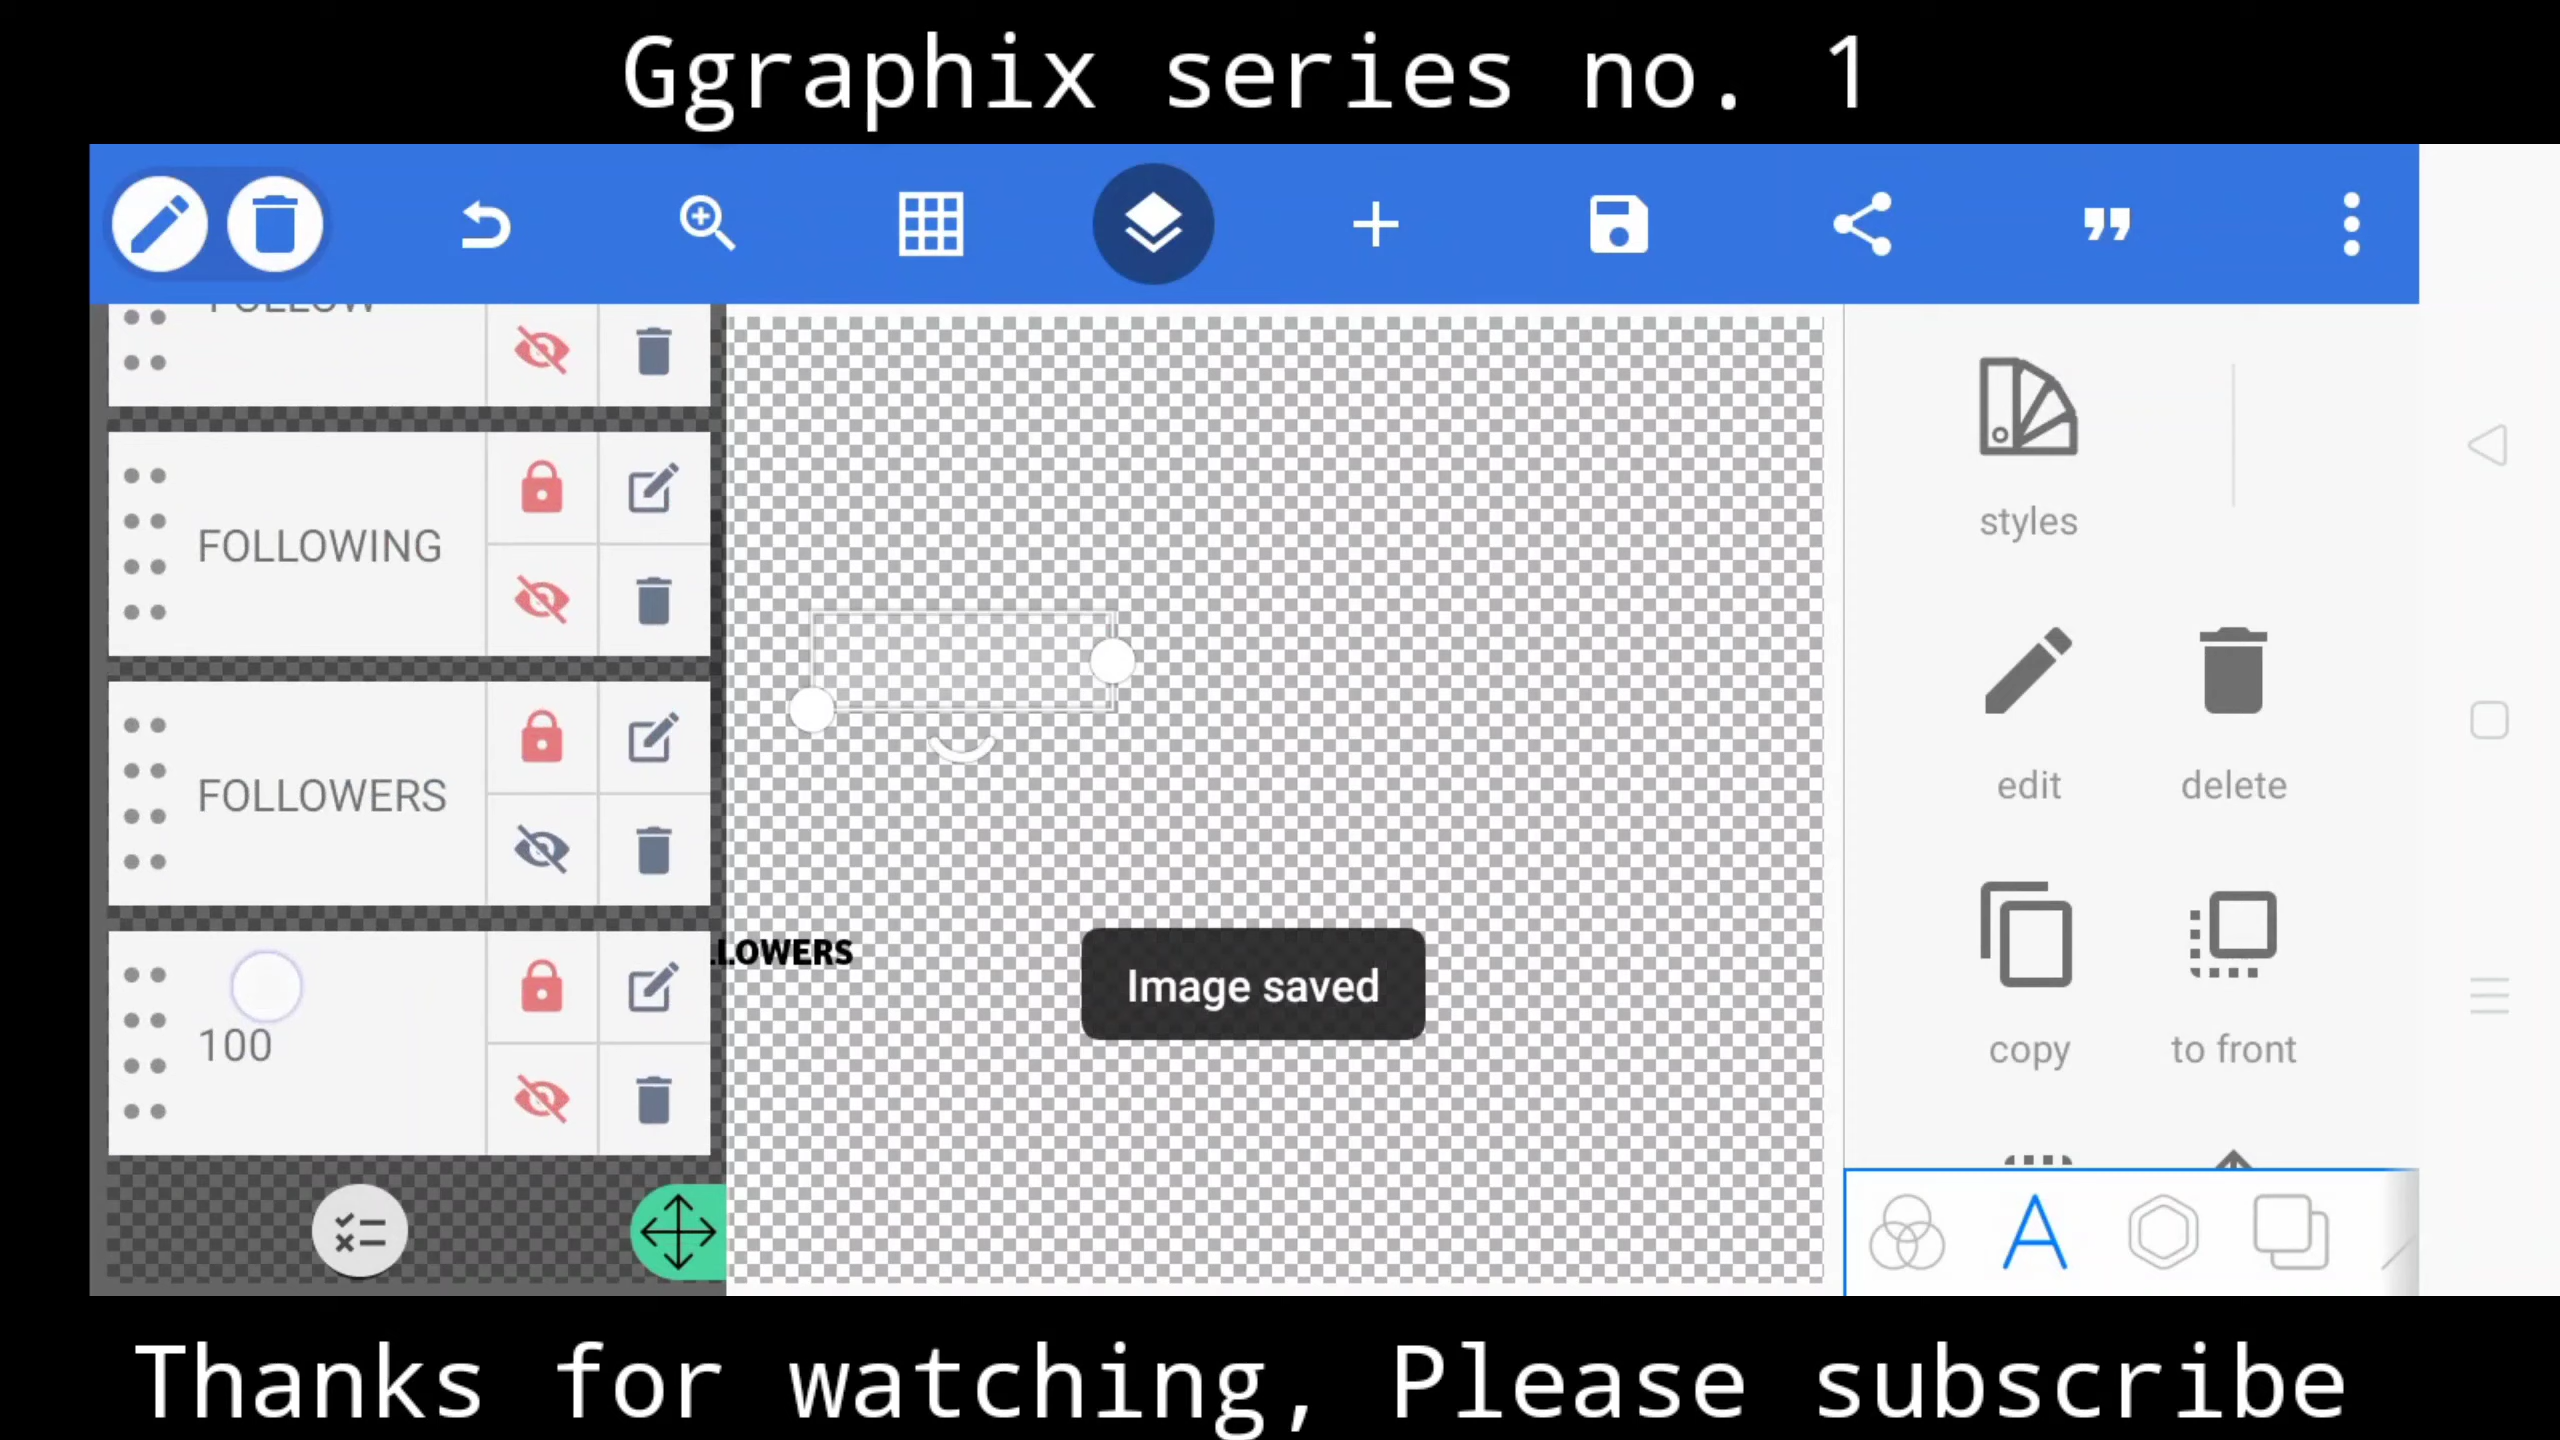 Ggraphix series no. 1
FOLLOW
styles
FOLLOWING
edit
delete
FOLLOWERS
LOWERS
Image saved
100
copy
to front
Thanks for watching, Please subscribe